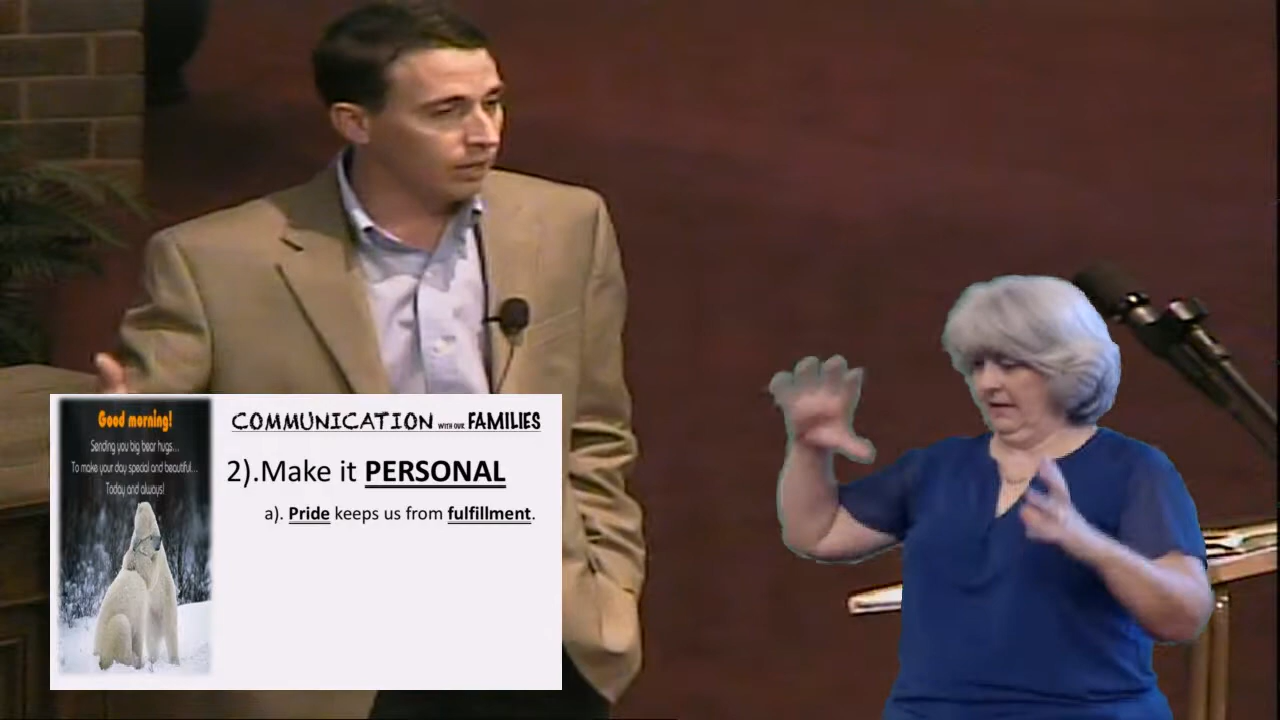 Good morning!
Sending you big bear hugs...
To make your day special and beautiful...
Today and always!
COMMUNICATION WITH OUR FAMILIES
2).Make it PERSONAL
a). Pride keeps us from fulfillment.